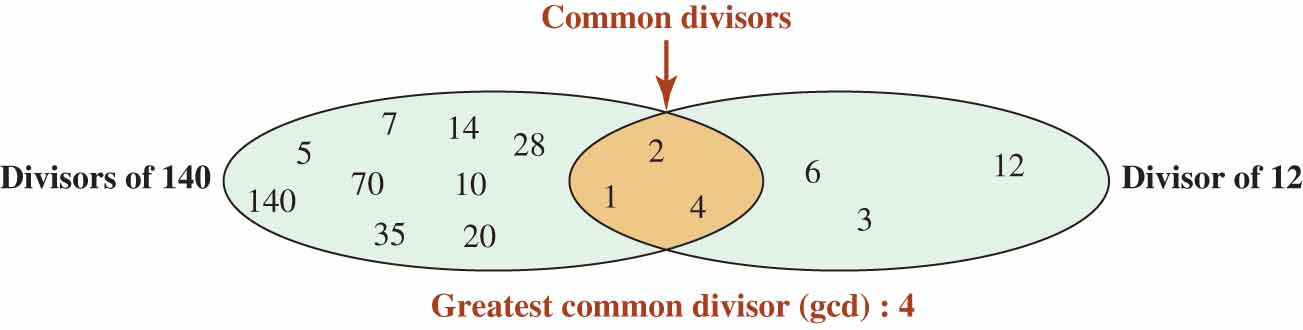 Common divisors
7 14 28 2
5 6 12
Divisors of 140 70 10 Divisor of 12
140 1 4 3
35 20
Greatest common divisor (gcd) : 4